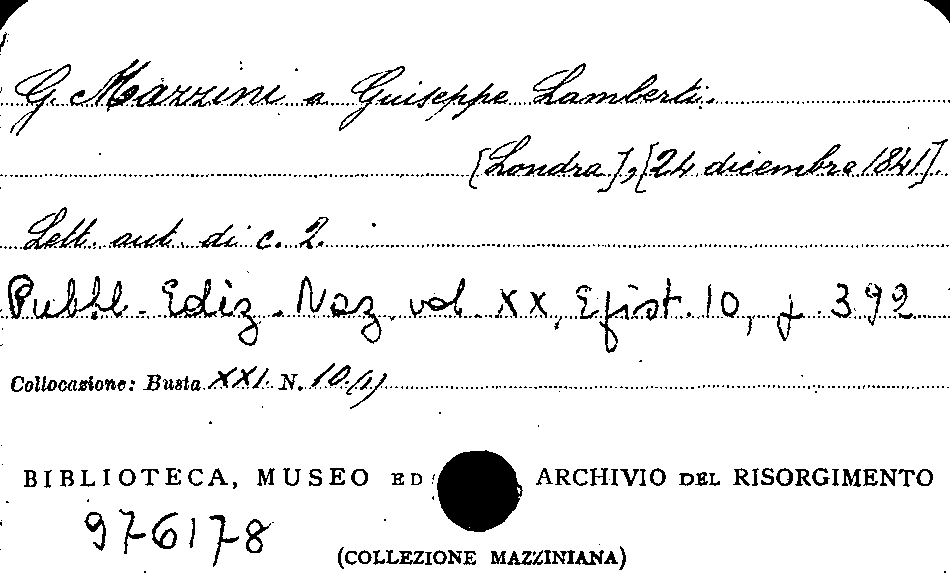 G. Mazzini a Guiseppe Lamberti.
[Londra], [24 dicembre 1841].
Lett. aut. di c. 2.
Pubbl. Ediz. Naz. vol. XX, Epist. 10, p. 392
Collocazione: Busta XXI. N. 10.(1)
BIBLIOTECA, MUSEO ED ARCHIVIO DEL RISORGIMENTO
976178
(COLLEZIONE MAZZINIANA)